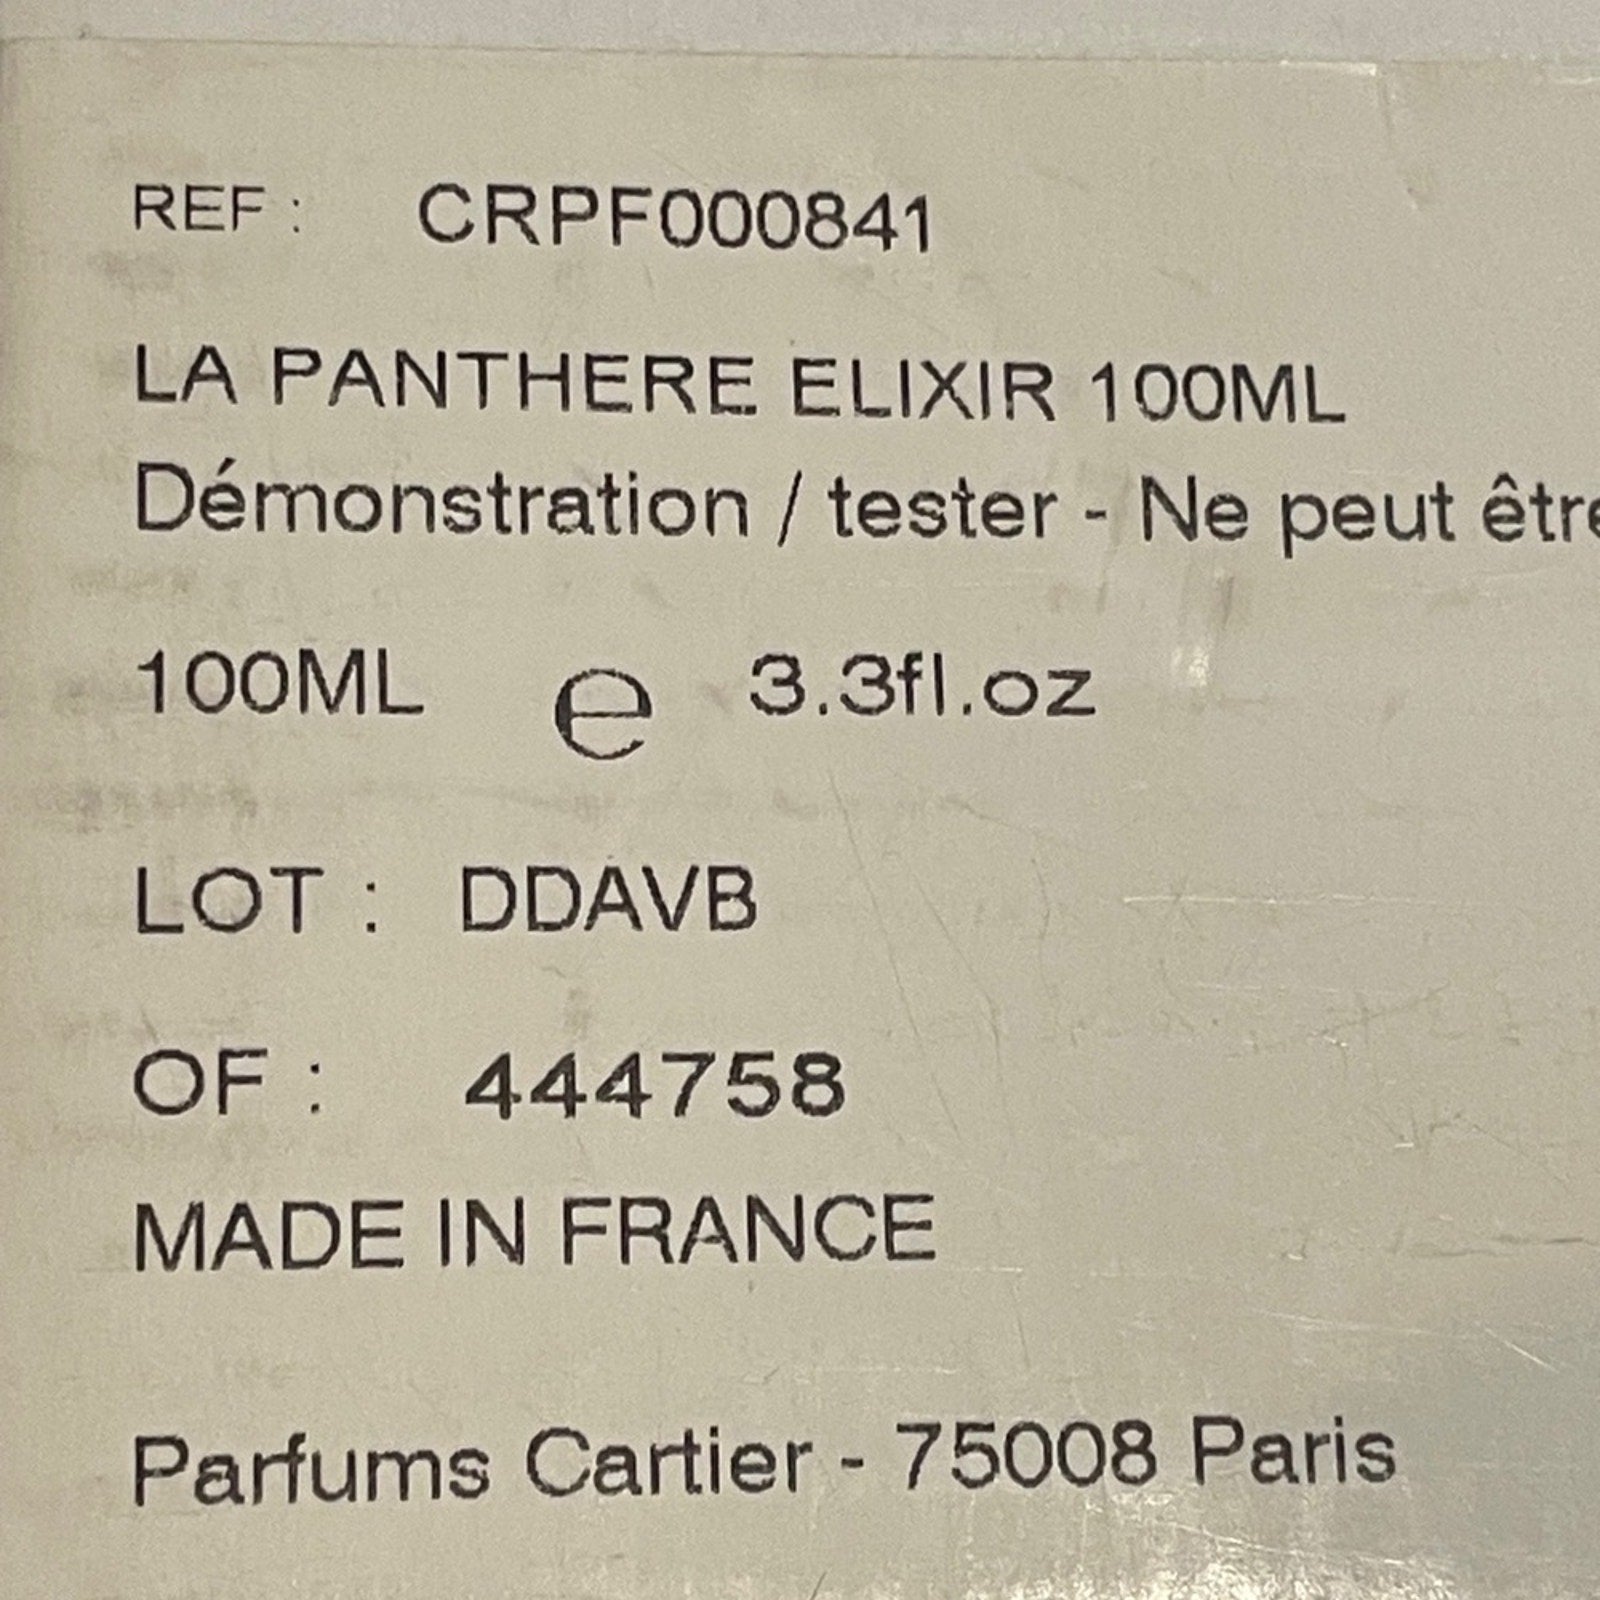 REF : CRPF000841
LA PANTHERE ELIXIR 100ML
Démonstration / tester - Ne peut être
100ML e 3.3fl.oz
LOT : DDAVB
OF : 444758
MADE IN FRANCE
Parfums Cartier - 75008 Paris